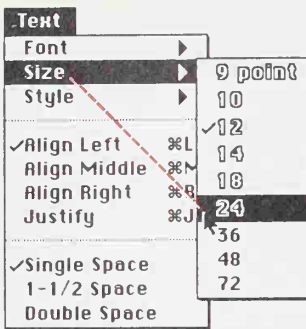 Text
Font
Size
Style
✓Align Left ⌘L
Align Middle ⌘M
Align Right ⌘R
Justify ⌘J
✓Single Space
1-1/2 Space
Double Space
9 point
10
✓12
14
18
24
36
48
72